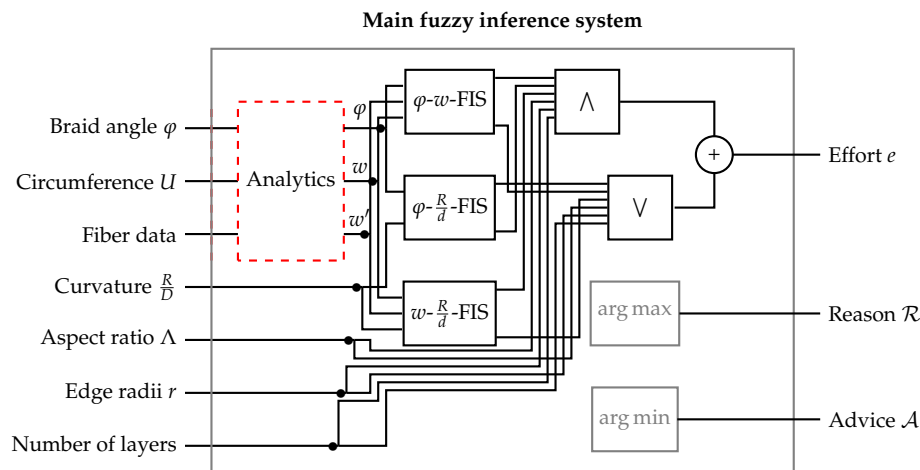 Main fuzzy inference system
Braid angle φ
Circumference U
Fiber data
Curvature R/D
Aspect ratio Λ
Edge radii r
Number of layers
Analytics
φ
w
w′
φ-w-FIS
φ-R/d-FIS
w-R/d-FIS
∧
∨
+
arg max
arg min
Effort e
Reason ℛ
Advice 𝒜